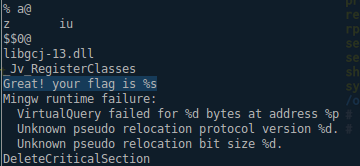 % a@
z        iu
$$0@
libgcj-13.dll
_Jv_RegisterClasses
Great! your flag is %s
Mingw runtime failure:
  VirtualQuery failed for %d bytes at address %p
  Unknown pseudo relocation protocol version %d.
  Unknown pseudo relocation bit size %d.
DeleteCriticalSection